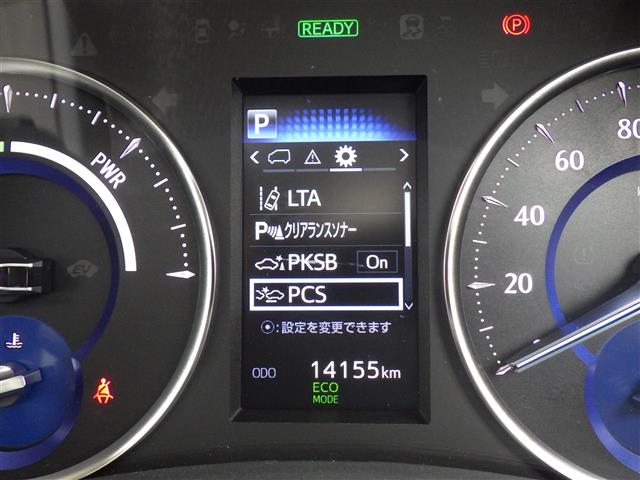 READY
P
P
LTA
P クリアランスソナー
PKSB On
PCS
:設定を変更できます
ODO 14155km
ECO
MODE
PWR
EV
20
40
60
80